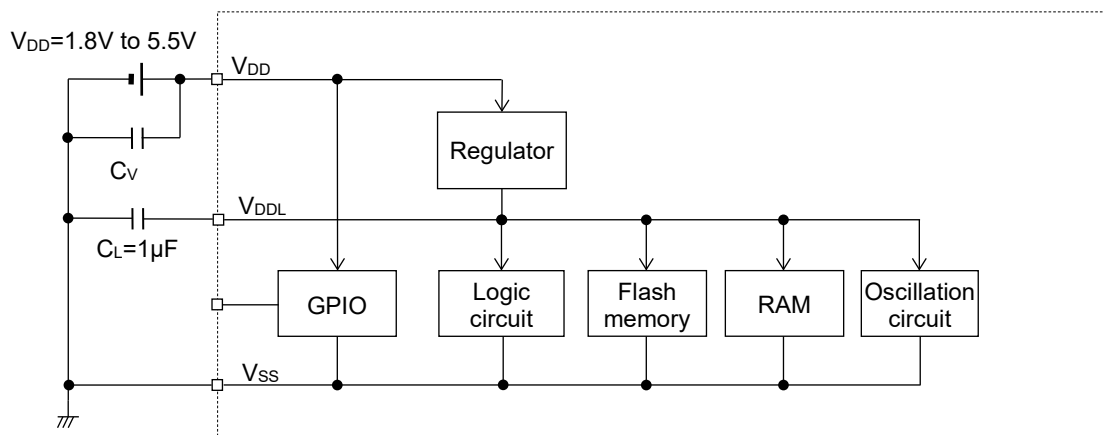 VDD=1.8V to 5.5V
VDD
Regulator
CV
VDDL
CL=1µF
GPIO
Logic
circuit
Flash
memory
RAM
Oscillation
circuit
VSS